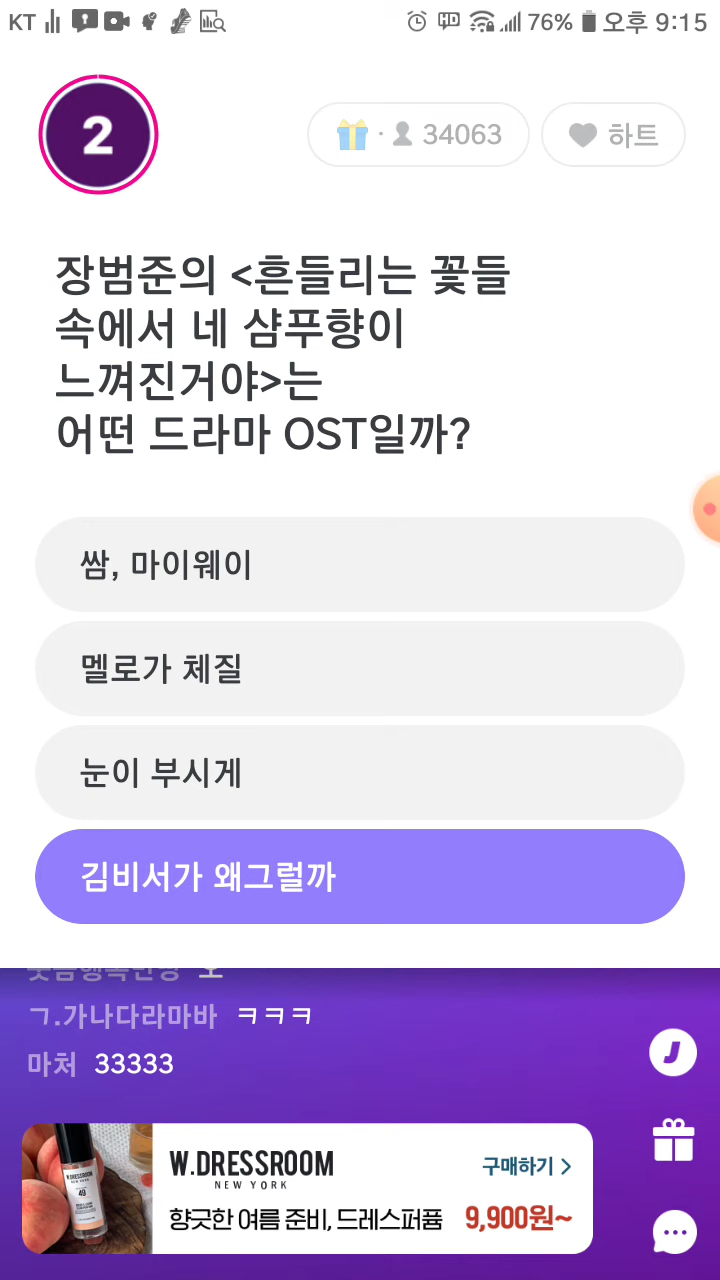 KT
76%
오후 9:15
2
34063
하트
장범준의 <흔들리는 꽃들
속에서 네 샴푸향이
느껴진거야>는
어떤 드라마 OST일까?
쌈, 마이웨이
멜로가 체질
눈이 부시게
김비서가 왜그럴까
ㄱ.가나다라마바 ㅋㅋㅋ
마처 33333
W.DRESSROOM
NEW YORK
구매하기 >
향긋한 여름 준비, 드레스퍼퓸 9,900원~
W.DRESSROOM
49